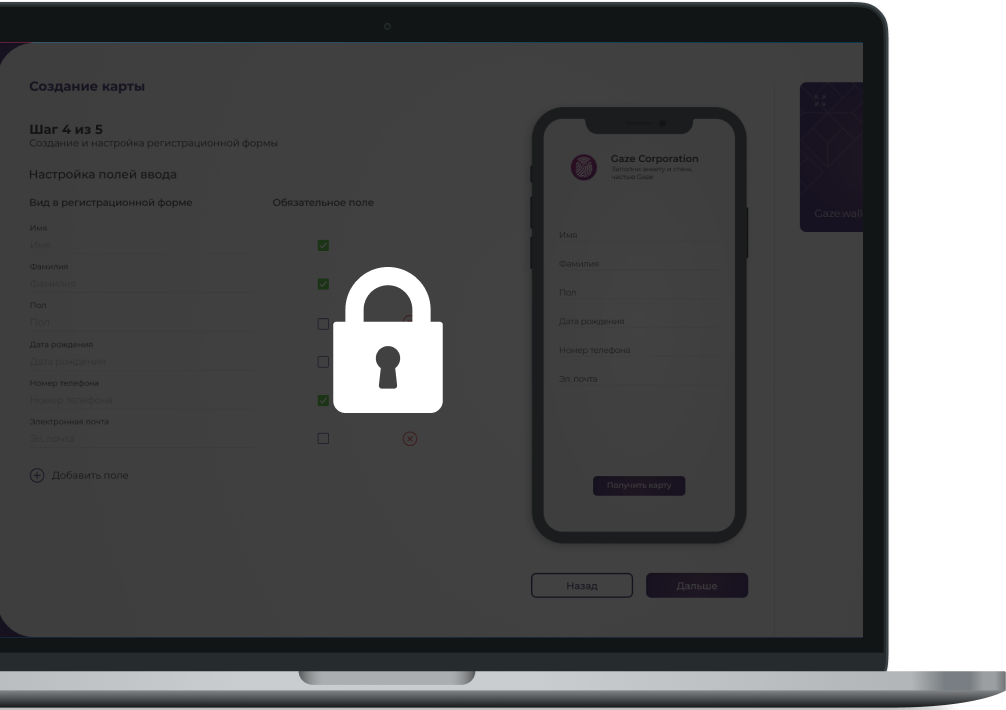 Создание карты
Шаг 4 из 5
Создание и настройка регистрационной формы
Настройка полей ввода
Вид в регистрационной форме
Обязательное поле
Имя
Имя
Фамилия
Фамилия
Пол
Пол
Дата рождения
Дата рождения
Номер телефона
Номер телефона
Электронная почта
Эл. почта
Добавить поле
Gaze Corporation
Заполни анкету и стань
частью Gaze
Имя
Фамилия
Пол
Дата рождения
Номер телефона
Эл. почта
Получить карту
Назад
Дальше
Gaze.wall